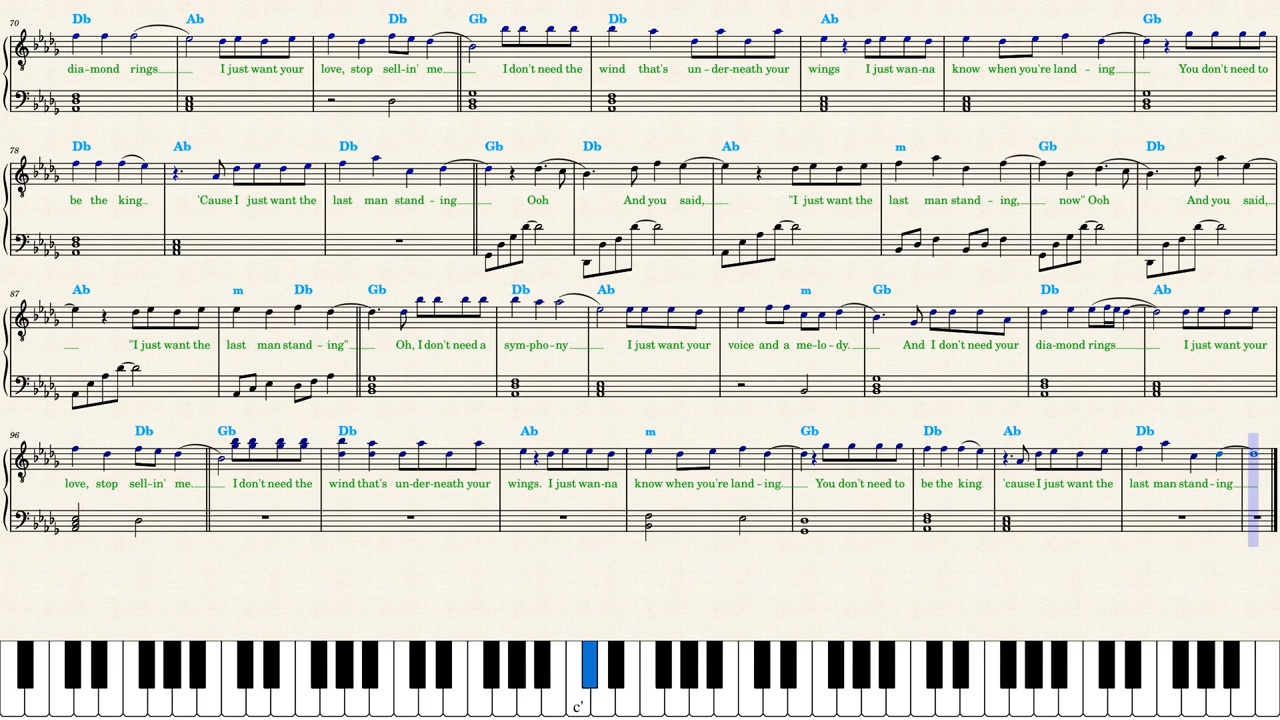 70 Db Ab Db Gb Db Ab Gb
dia-mond rings I just want your love, stop sell-in' me I don't need the wind that's un-der-neath your wings I just wan-na know when you're land-ing You don't need to
78 Db Ab Db Gb Db Ab m Gb Db
be the king 'Cause I just want the last man stand-ing Ooh And you said, "I just want the last man stand-ing, now" Ooh And you said,
87 Ab m Db Gb Db Ab m Gb Db Ab
"I just want the last man stand-ing" Oh, I don't need a sym-pho-ny I just want your voice and a me-lo-dy. And I don't need your dia-mond rings I just want your
96 Db Gb Db Ab m Gb Db Ab Db
love, stop sell-in' me. I don't need the wind that's un-der-neath your wings. I just wan-na know when you're land-ing. You don't need to be the king 'cause I just want the last man stand-ing
c'